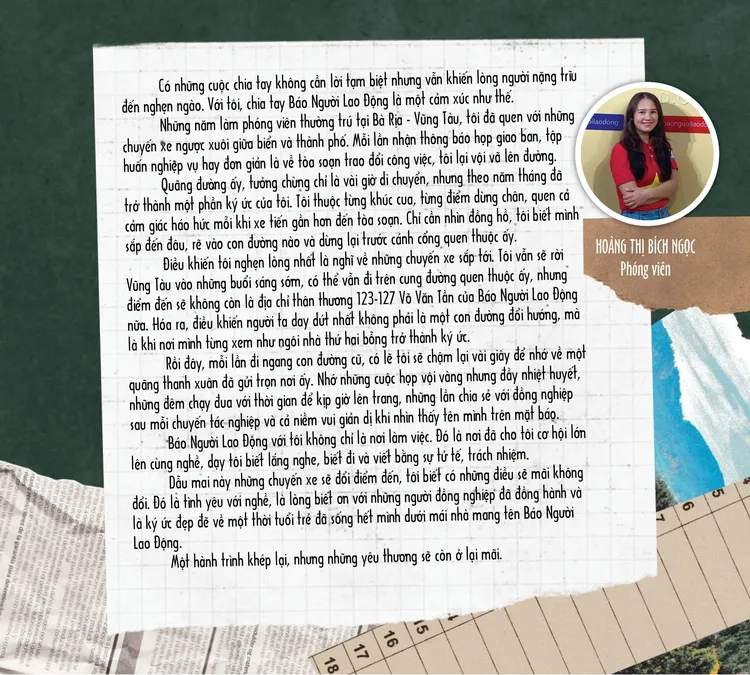 Có những cuộc chia tay không cần lời tạm biệt nhưng vẫn khiến lòng người nặng trĩu
đến nghẹn ngào. Với tôi, chia tay Báo Người Lao Động là một cảm xúc như thế.
Những năm làm phóng viên thường trú tại Bà Rịa - Vũng Tàu, tôi đã quen với những
chuyến xe ngược xuôi giữa biển và thành phố. Mỗi lần nhận thông báo họp giao ban, tập
huấn nghiệp vụ hay đơn giản là về tòa soạn trao đổi công việc, tôi lại vội vã lên đường.
Quãng đường ấy, tưởng chừng chỉ là vài giờ di chuyển, nhưng theo năm tháng đã
trở thành một phần ký ức của tôi. Tôi thuộc từng khúc cua, từng điểm dừng chân, quen cả
cảm giác háo hức mỗi khi xe tiến gần hơn đến tòa soạn. Chỉ cần nhìn đồng hồ, tôi biết mình
sắp đến đâu, rẽ vào con đường nào và dừng lại trước cánh cổng quen thuộc ấy.
Điều khiến tôi nghẹn lòng nhất là nghĩ về những chuyến xe sắp tới. Tôi vẫn sẽ rời
Vũng Tàu vào những buổi sáng sớm, có thể vẫn đi trên cung đường quen thuộc ấy, nhưng
điểm đến sẽ không còn là địa chỉ thân thương 123-127 Võ Văn Tần của Báo Người Lao Động
nữa. Hóa ra, điều khiến người ta day dứt nhất không phải là một con đường đổi hướng, mà
là khi nơi mình từng xem như ngôi nhà thứ hai bỗng trở thành ký ức.
Rồi đây, mỗi lần đi ngang con đường cũ, có lẽ tôi sẽ chậm lại vài giây để nhớ về một
quãng thanh xuân đã gửi trọn nơi ấy. Nhớ những cuộc họp vội vàng nhưng đầy nhiệt huyết,
những đêm chạy đua với thời gian để kịp giờ lên trang, những lần chia sẻ với đồng nghiệp
sau mỗi chuyến tác nghiệp và cả niềm vui giản dị khi nhìn thấy tên mình trên mặt báo.
Báo Người Lao Động với tôi không chỉ là nơi làm việc. Đó là nơi đã cho tôi cơ hội lớn
lên cùng nghề, dạy tôi biết lắng nghe, biết đi và viết bằng sự tử tế, trách nhiệm.
Dẫu mai này những chuyến xe sẽ đổi điểm đến, tôi biết có những điều sẽ mãi không
đổi. Đó là tình yêu với nghề, là lòng biết ơn với những người đồng nghiệp đã đồng hành và
là ký ức đẹp đẽ về một thời tuổi trẻ đã sống hết mình dưới mái nhà mang tên Báo Người
Lao Động.
Một hành trình khép lại, nhưng những yêu thương sẽ còn ở lại mãi.
HOÀNG THỊ BÍCH NGỌC
Phóng viên
18
17
16
15
5
4